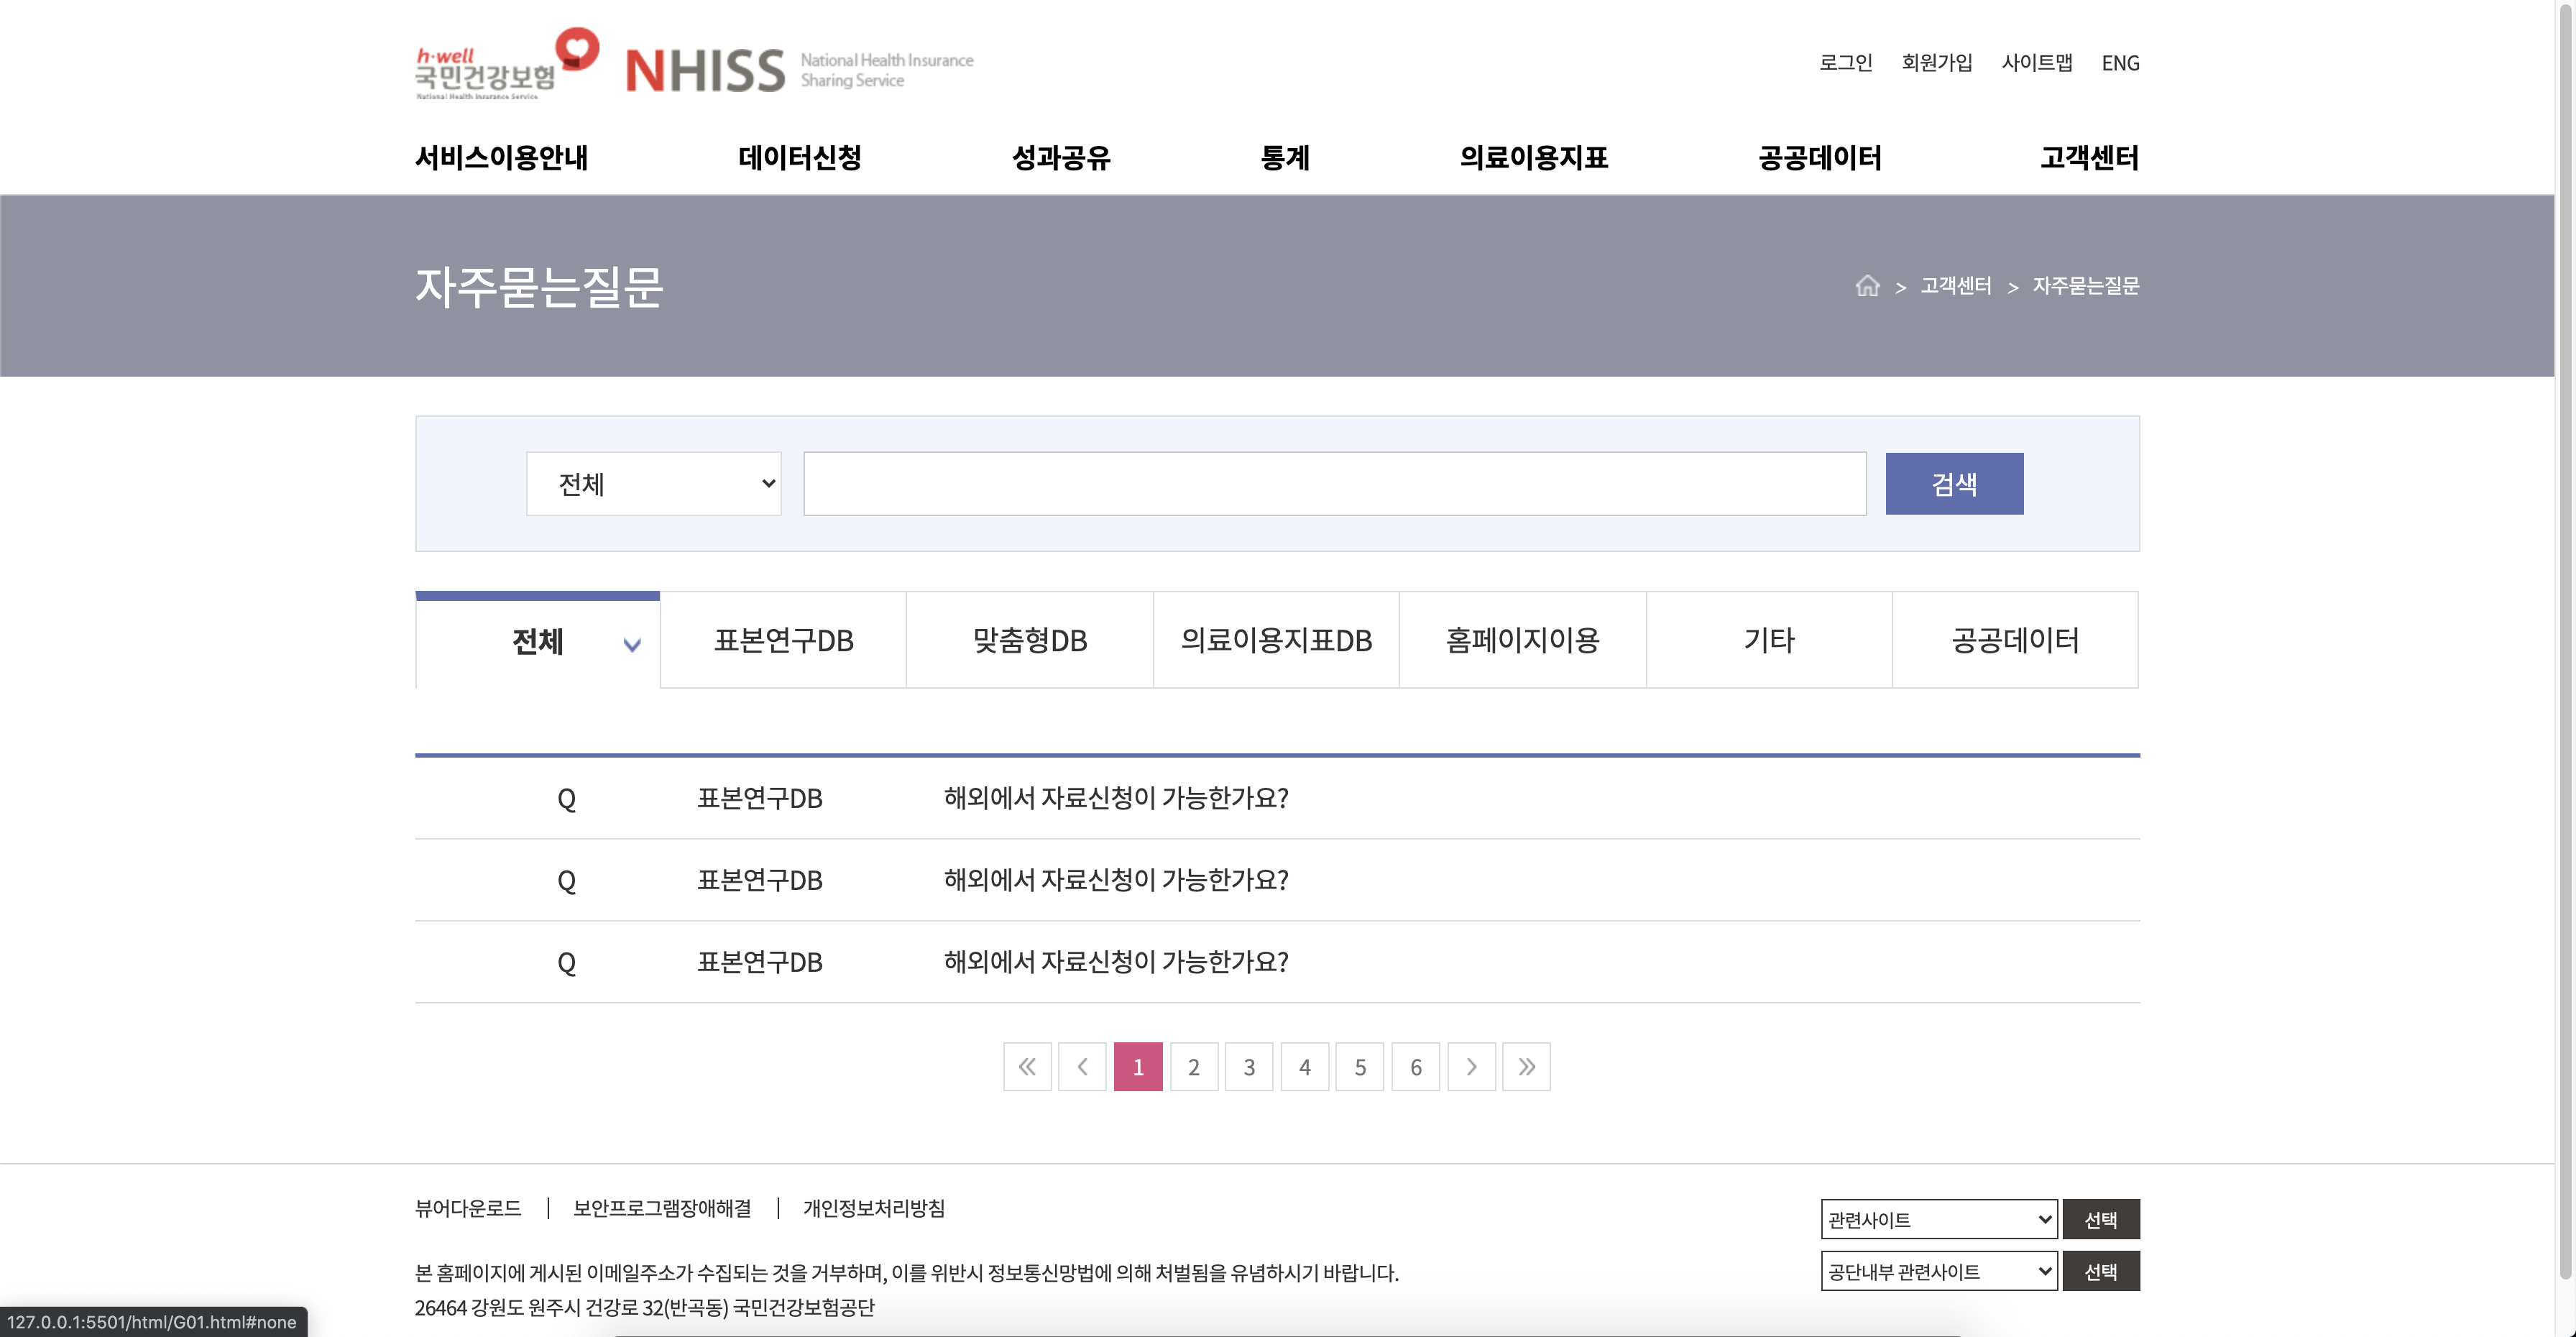 h·well
국민건강보험
National Health Insurance Service
NHISS
National Health Insurance
Sharing Service
로그인 회원가입 사이트맵 ENG
서비스이용안내 데이터신청 성과공유 통계 의료이용지표 공공데이터 고객센터
자주묻는질문
> 고객센터 > 자주묻는질문
전체 검색
전체 표본연구DB 맞춤형DB 의료이용지표DB 홈페이지이용 기타 공공데이터
Q 표본연구DB 해외에서 자료신청이 가능한가요?
Q 표본연구DB 해외에서 자료신청이 가능한가요?
Q 표본연구DB 해외에서 자료신청이 가능한가요?
« < 1 2 3 4 5 6 > »
뷰어다운로드 | 보안프로그램장애해결 | 개인정보처리방침
관련사이트 선택
본 홈페이지에 게시된 이메일주소가 수집되는 것을 거부하며, 이를 위반시 정보통신망법에 의해 처벌됨을 유념하시기 바랍니다.
공단내부 관련사이트 선택
26464 강원도 원주시 건강로 32(반곡동) 국민건강보험공단
127.0.0.1:5501/html/G01.html#none